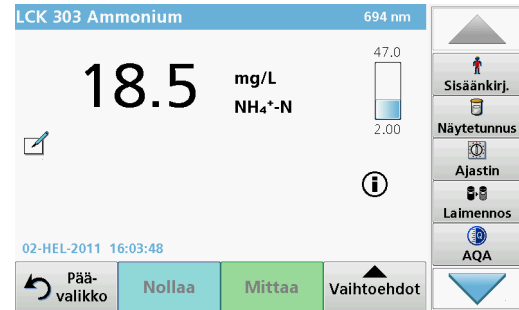 LCK 303 Ammonium 694 nm
47.0
18.5 mg/L
NH₄⁺-N
2.00
02-HEL-2011 16:03:48
Pää-
valikko
Nollaa
Mittaa
Vaihtoehdot
Sisäänkirj.
Näytetunnus
Ajastin
Laimennos
AQA